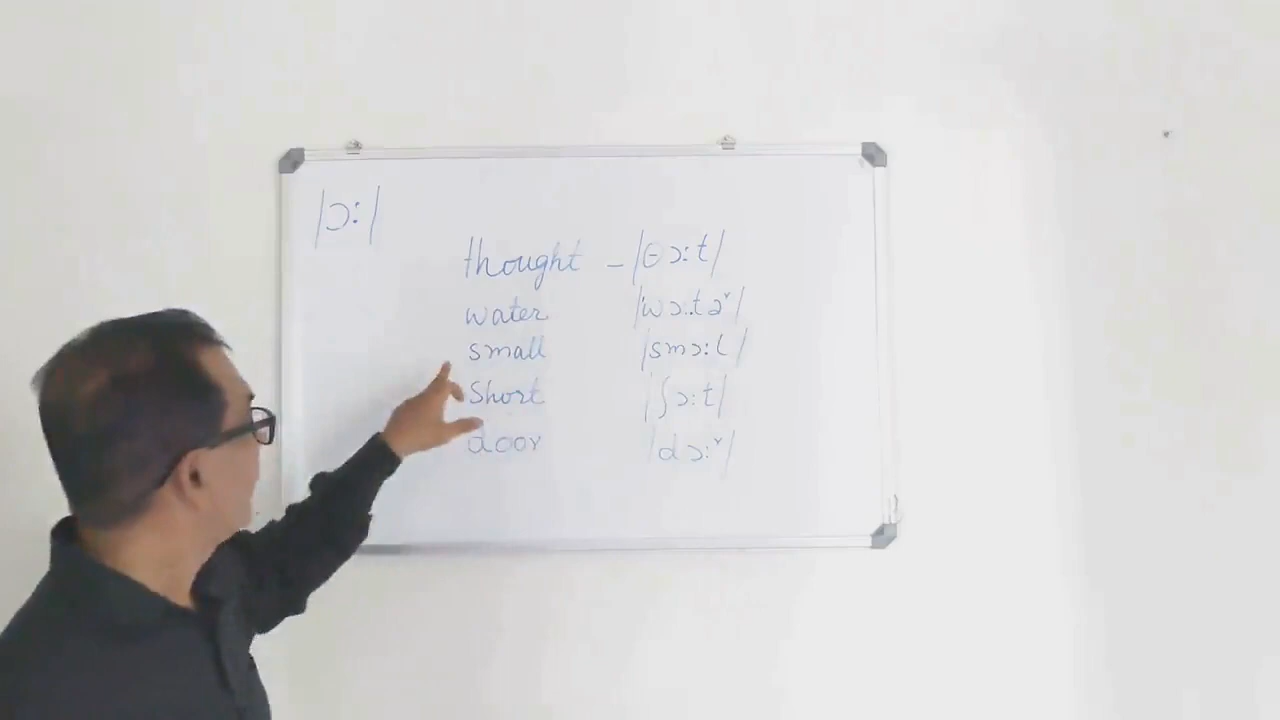 /ɔ:/
thought - /θɔ:t/
water /'wɔ:təʳ/
small /smɔ:l/
Short /ʃɔ:t/
door /dɔ:ʳ/